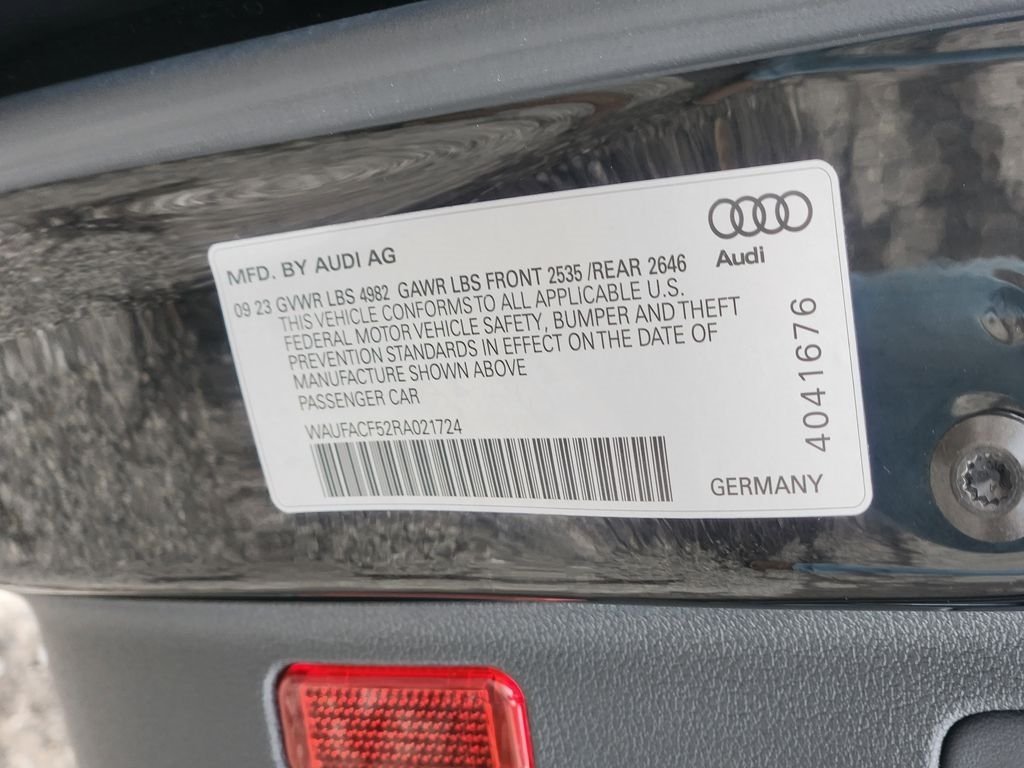 MFD. BY AUDI AG
Audi
09 23 GVWR LBS 4982 GAWR LBS FRONT 2535 /REAR 2646
THIS VEHICLE CONFORMS TO ALL APPLICABLE U.S.
FEDERAL MOTOR VEHICLE SAFETY, BUMPER AND THEFT
PREVENTION STANDARDS IN EFFECT ON THE DATE OF
MANUFACTURE SHOWN ABOVE
PASSENGER CAR
WAUFACF52RA021724
4041676
GERMANY